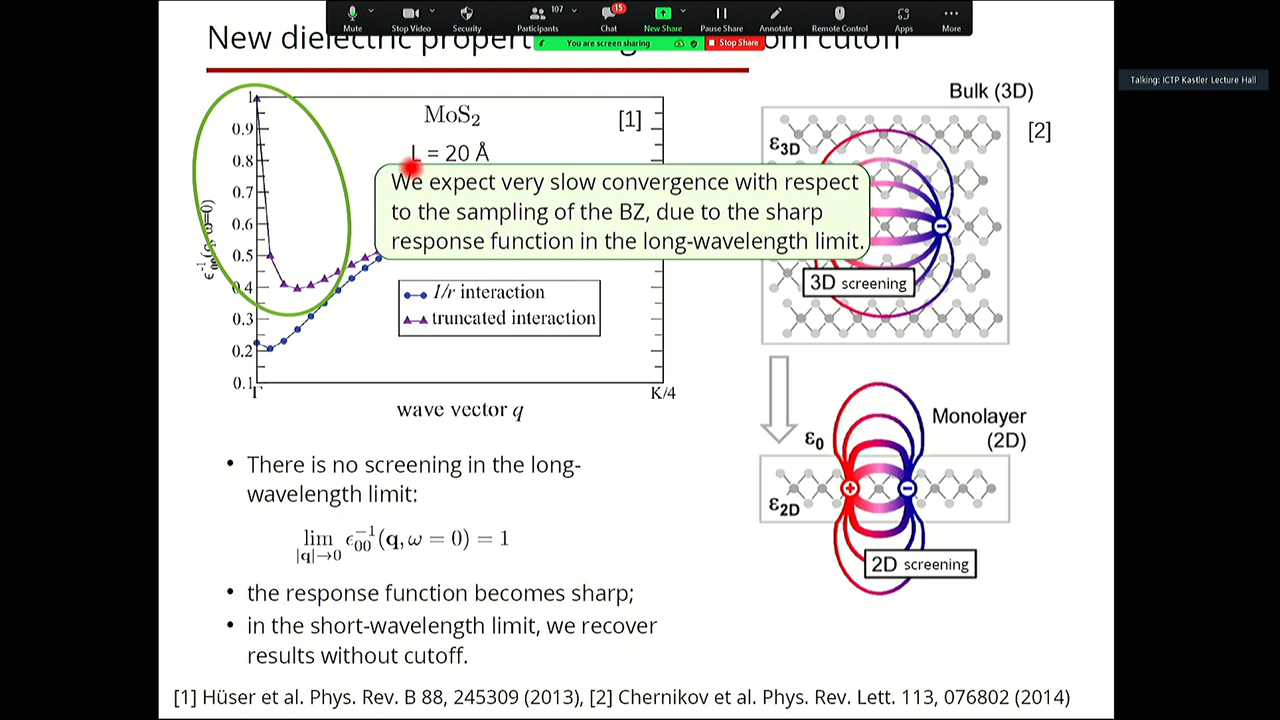 Mute
Stop Video
Security
Participants
107
Chat
15
New Share
Pause Share
Annotate
Remote Control
Apps
More
You are screen sharing
Stop Share
Talking: ICTP Kastler Lecture Hall
New dielectric
cutoff
1
0.9
0.8
0.7
0.6
0.5
0.4
0.3
0.2
0.1
MoS₂
[1]
L = 20 Å
We expect very slow convergence with respect
to the sampling of the BZ, due to the sharp
response function in the long-wavelength limit.
1/r interaction
truncated interaction
Γ
K/4
wave vector q
Bulk (3D)
[2]
ε3D
3D screening
Monolayer
(2D)
ε0
ε2D
2D screening
• There is no screening in the long-
wavelength limit:
lim |q|→0 ϵ₀₀⁻¹(q, ω = 0) = 1
• the response function becomes sharp;
• in the short-wavelength limit, we recover
results without cutoff.
[1] Hüser et al. Phys. Rev. B 88, 245309 (2013), [2] Chernikov et al. Phys. Rev. Lett. 113, 076802 (2014)